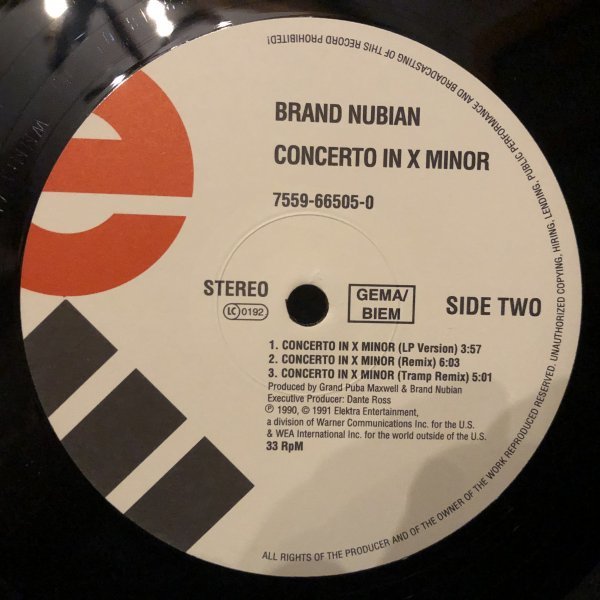 BRAND NUBIAN
CONCERTO IN X MINOR
7559-66505-0
STEREO
LC 0192
GEMA/
BIEM
SIDE TWO
1. CONCERTO IN X MINOR (LP Version) 3:57
2. CONCERTO IN X MINOR (Remix) 6:03
3. CONCERTO IN X MINOR (Tramp Remix) 5:01
Produced by Grand Puba Maxwell & Brand Nubian
Executive Producer: Dante Ross
℗ 1990, © 1991 Elektra Entertainment,
a division of Warner Communications Inc. for the U.S.
& WEA International Inc. for the world outside of the U.S.
33 RpM
ALL RIGHTS OF THE PRODUCER AND OF THE OWNER OF THE WORK REPRODUCED RESERVED. UNAUTHORIZED COPYING, HIRING, LENDING, PUBLIC PERFORMANCE AND BROADCASTING OF THIS RECORD PROHIBITED!